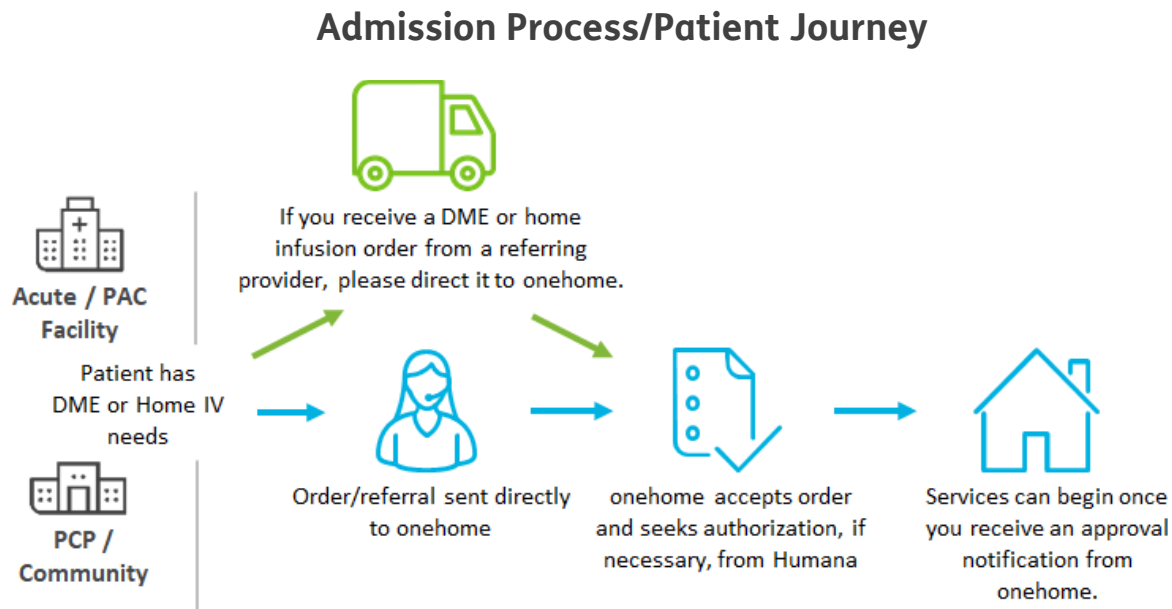 Admission Process/Patient Journey
If you receive a DME or home
infusion order from a referring
provider, please direct it to onehome.
Acute / PAC
Facility
Patient has
DME or Home IV
needs
PCP /
Community
Order/referral sent directly
to onehome
onehome accepts order
and seeks authorization, if
necessary, from Humana
Services can begin once
you receive an approval
notification from
onehome.